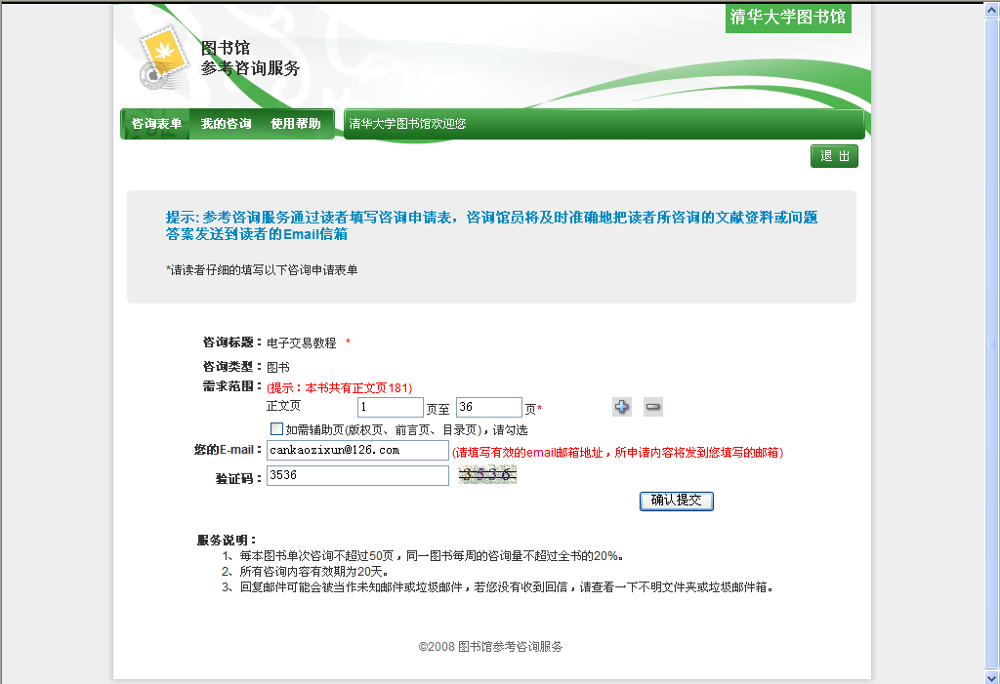 清华大学图书馆
图书馆
参考咨询服务
咨询表单 我的咨询 使用帮助 清华大学图书馆欢迎您
退 出
提示: 参考咨询服务通过读者填写咨询申请表，咨询馆员将及时准确地把读者所咨询的文献资料或问题
答案发送到读者的Email信箱
*请读者仔细的填写以下咨询申请表单
咨询标题：电子交易教程 *
咨询类型：图书
需求范围：(提示：本书共有正文页181)
正文页 1 页至 36 页*
如需辅助页(版权页、前言页、目录页)，请勾选
您的E-mail：cankaozixun@126.com (请填写有效的email邮箱地址，所申请内容将发到您填写的邮箱)
验证码：3536 3536
确认提交
服务说明：
1、每本图书单次咨询不超过50页，同一图书每周的咨询量不超过全书的20%。
2、所有咨询内容有效期为20天。
3、回复邮件可能会被当作未知邮件或垃圾邮件，若您没有收到回信，请查看一下不明文件夹或垃圾邮件箱。
©2008 图书馆参考咨询服务